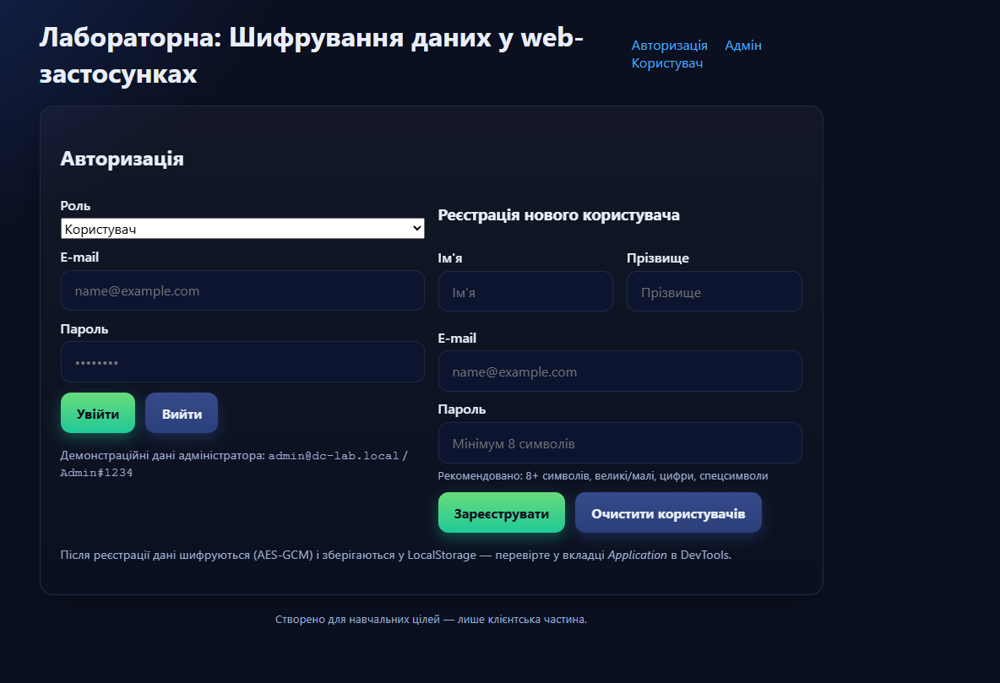 Лабораторна: Шифрування даних у web-
застосунках
Авторизація Адмін
Користувач
Авторизація
Роль
Користувач
E-mail
name@example.com
Пароль
••••••••
Увійти Вийти
Демонстраційні дані адміністратора: admin@dc-lab.local /
Admin#1234
Реєстрація нового користувача
Ім'я Прізвище
Ім'я Прізвище
E-mail
name@example.com
Пароль
Мінімум 8 символів
Рекомендовано: 8+ символів, великі/малі, цифри, спецсимволи
Зареєструвати Очистити користувачів
Після реєстрації дані шифруються (AES-GCM) і зберігаються у LocalStorage — перевірте у вкладці Application в DevTools.
Створено для навчальних цілей — лише клієнтська частина.